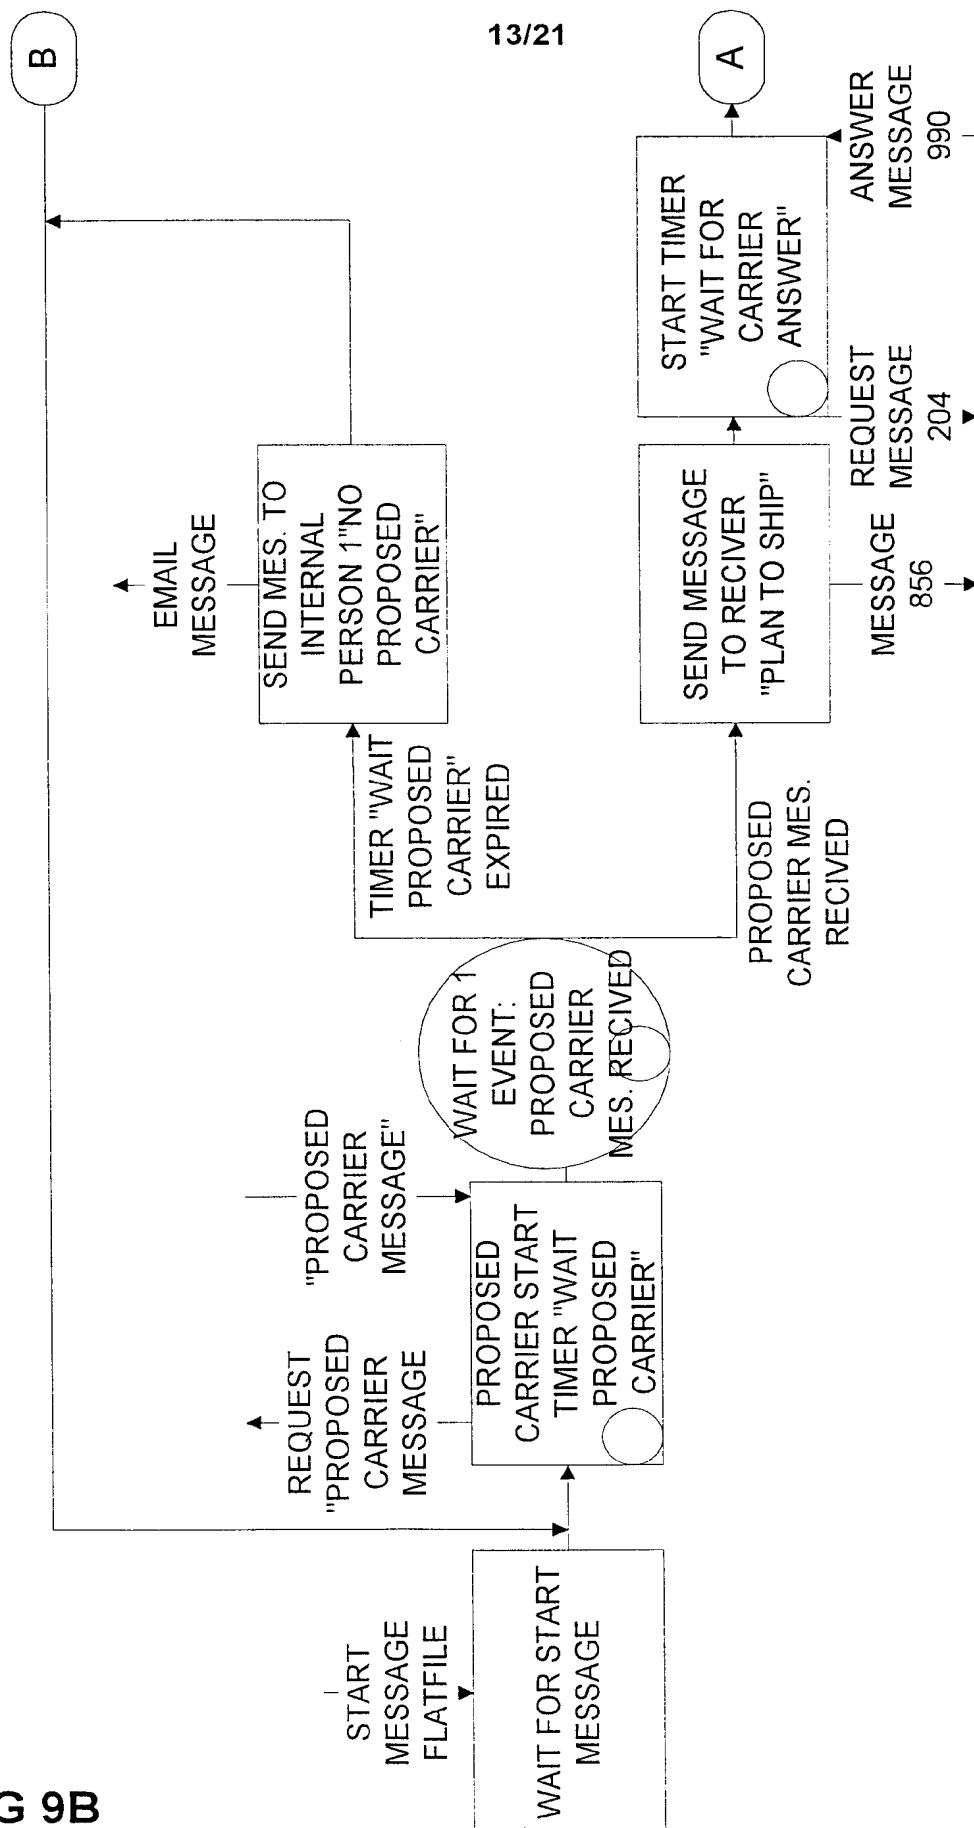 13/21
B
A
EMAIL
MESSAGE
SEND MES. TO
INTERNAL
PERSON 1"NO
PROPOSED
CARRIER"
START TIMER
"WAIT FOR
CARRIER
ANSWER"
ANSWER
MESSAGE
990
REQUEST
MESSAGE
204
SEND MESSAGE
TO RECIVER
"PLAN TO SHIP"
MESSAGE
856
TIMER "WAIT
PROPOSED
CARRIER"
EXPIRED
PROPOSED
CARRIER MES.
RECIVED
WAIT FOR 1
EVENT:
PROPOSED
CARRIER
MES. RECIVED
"PROPOSED
CARRIER
MESSAGE"
REQUEST
"PROPOSED
CARRIER
MESSAGE
PROPOSED
CARRIER START
TIMER "WAIT
PROPOSED
CARRIER"
START
MESSAGE
FLATFILE
WAIT FOR START
MESSAGE
G 9B